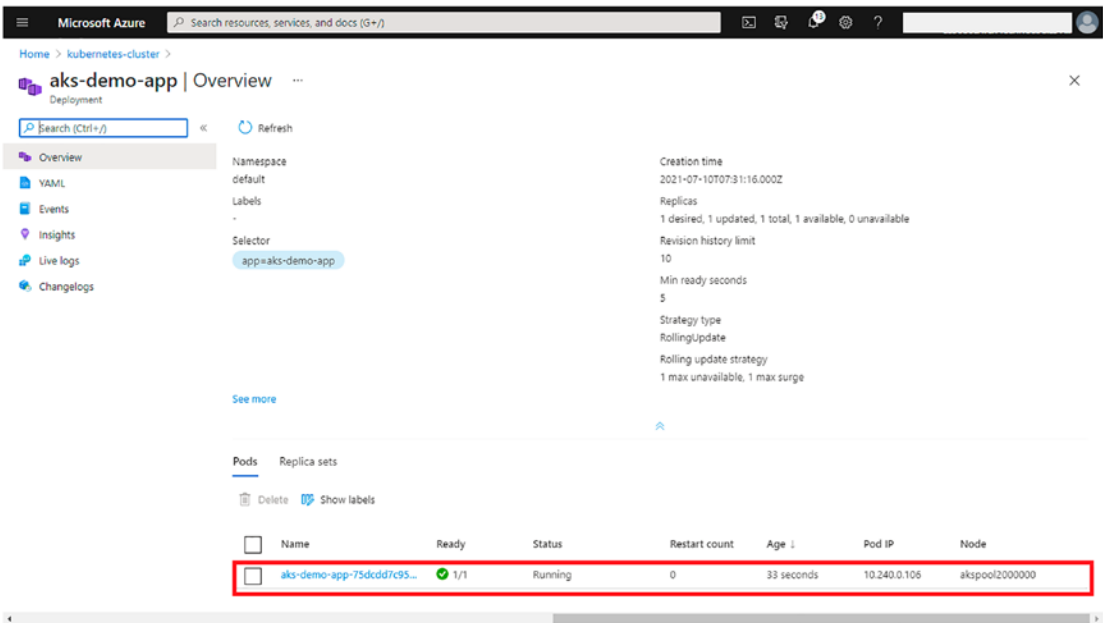 Microsoft Azure
Search resources, services, and docs (G+/)
13
Home > kubernetes-cluster >
aks-demo-app | Overview ...
Deployment
Search (Ctrl+/)
Refresh
Overview
YAML
Events
Insights
Live logs
Changelogs
Namespace
default
Labels
-
Selector
app=aks-demo-app
See more
Creation time
2021-07-10T07:31:16.000Z
Replicas
1 desired, 1 updated, 1 total, 1 available, 0 unavailable
Revision history limit
10
Min ready seconds
5
Strategy type
RollingUpdate
Rolling update strategy
1 max unavailable, 1 max surge
Pods Replica sets
Delete Show labels
Name Ready Status Restart count Age ↓ Pod IP Node
aks-demo-app-75dcdd7c95... 1/1 Running 0 33 seconds 10.240.0.106 akspool2000000